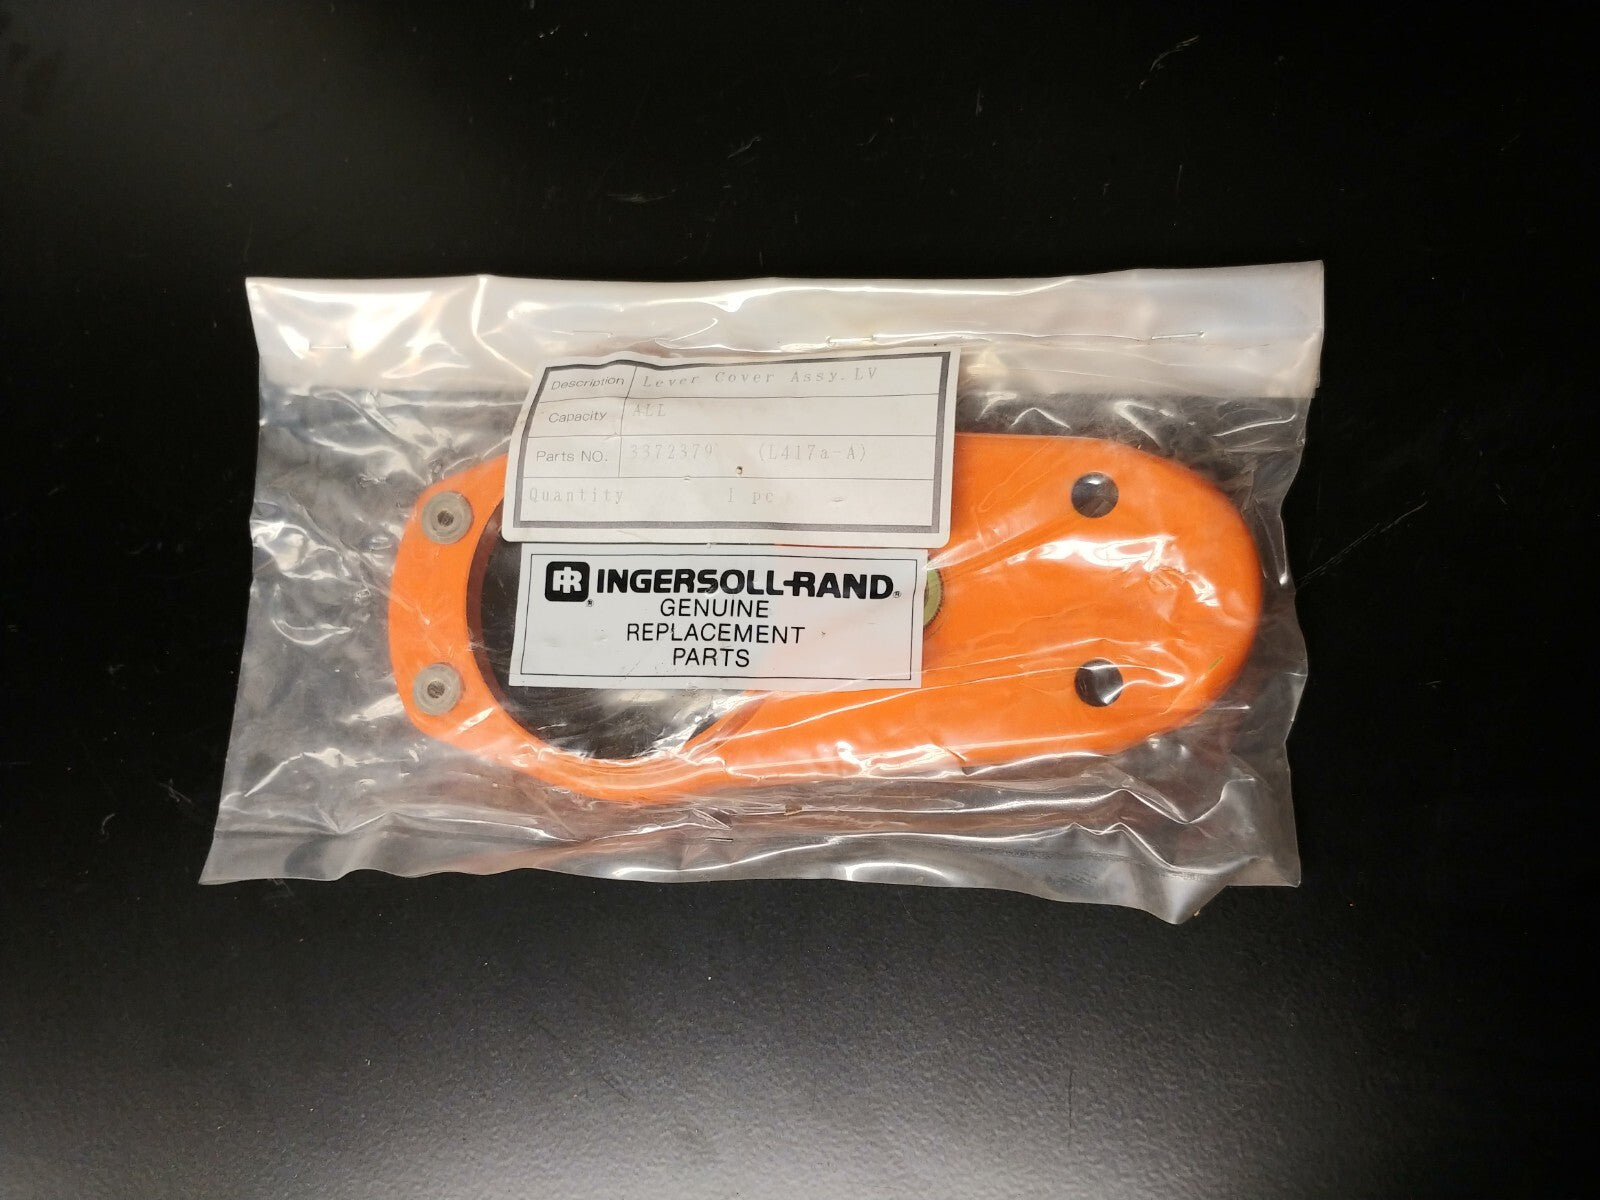 Description Lever Cover Assy. LV
Capacity ALL
Parts NO. 3372379 (L417a-A)
Quantity 1 pc
IR® INGERSOLL-RAND®
GENUINE
REPLACEMENT
PARTS